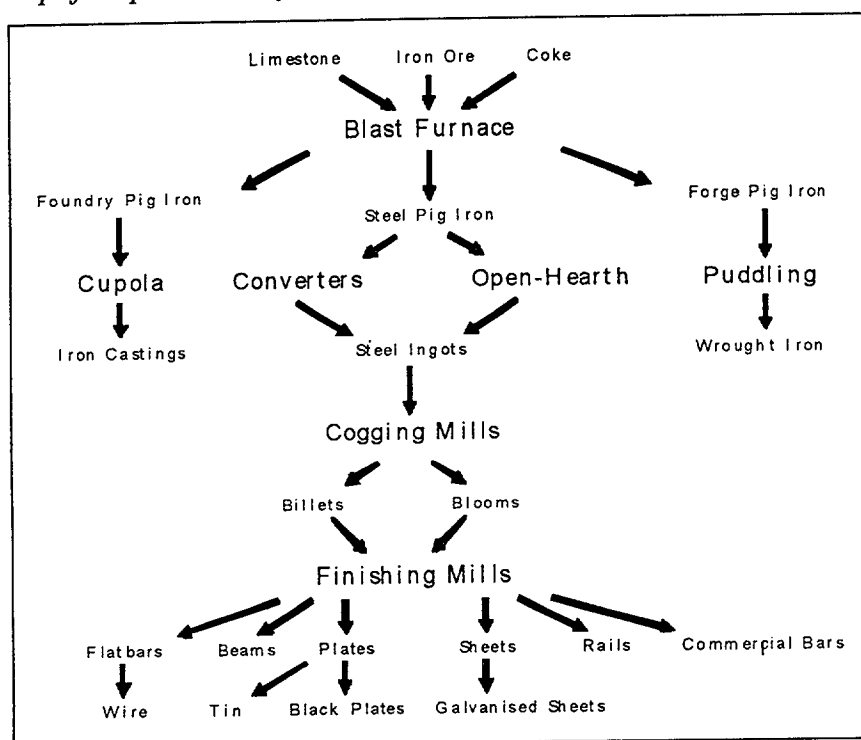 Limestone Iron Ore Coke
Blast Furnace
Foundry Pig Iron Steel Pig Iron Forge Pig Iron
Cupola Converters Open-Hearth Puddling
Iron Castings Steel Ingots Wrought Iron
Cogging Mills
Billets Blooms
Finishing Mills
Flatbars Beams Plates Sheets Rails Commercial Bars
Wire Tin Black Plates Galvanised Sheets